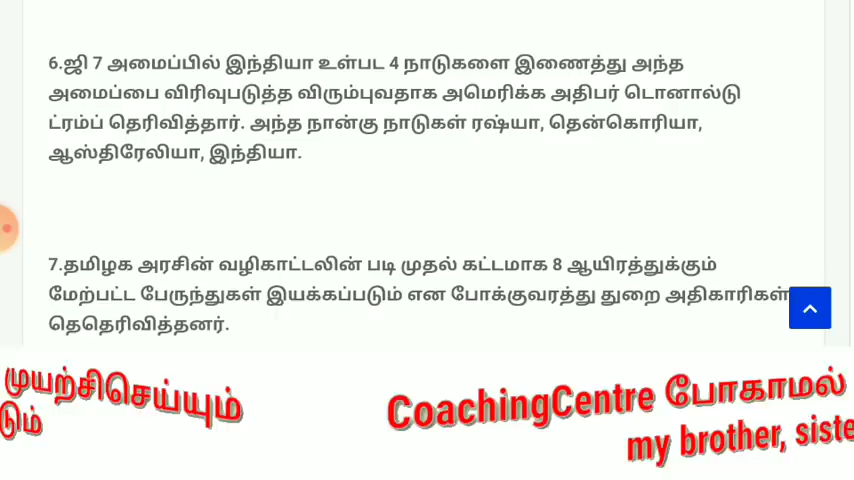 6.ஜி 7 அமைப்பில் இந்தியா உள்பட 4 நாடுகளை இணைத்து அந்த
அமைப்பை விரிவுபடுத்த விரும்புவதாக அமெரிக்க அதிபர் டொனால்டு
ட்ரம்ப் தெரிவித்தார். அந்த நான்கு நாடுகள் ரஷ்யா, தென்கொரியா,
ஆஸ்திரேலியா, இந்தியா.
7.தமிழக அரசின் வழிகாட்டலின் படி முதல் கட்டமாக 8 ஆயிரத்துக்கும்
மேற்பட்ட பேருந்துகள் இயக்கப்படும் என போக்குவரத்து துறை அதிகாரிகள்
தெதெரிவித்தனர்.
முயற்சிசெய்யும்
டும்
CoachingCentre போகாமல்
my brother, siste